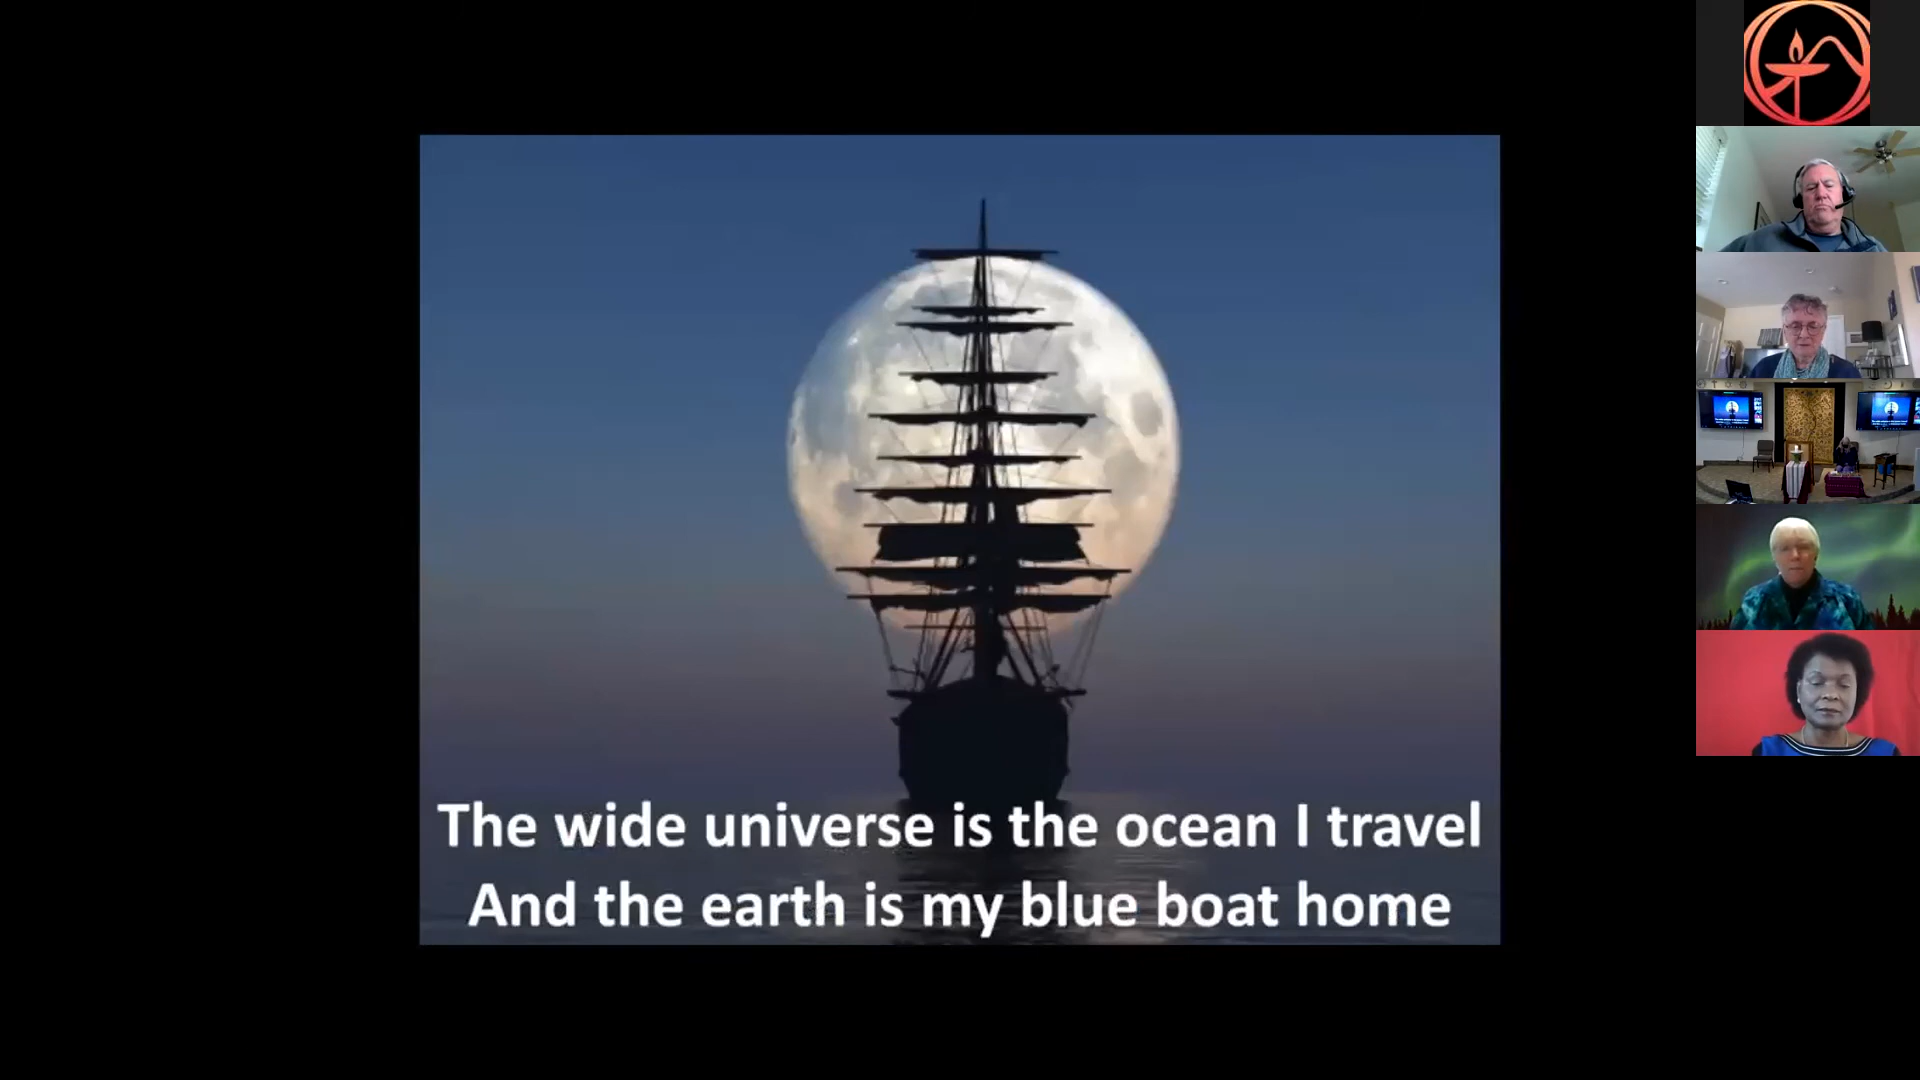 The wide universe is the ocean I travel
And the earth is my blue boat home